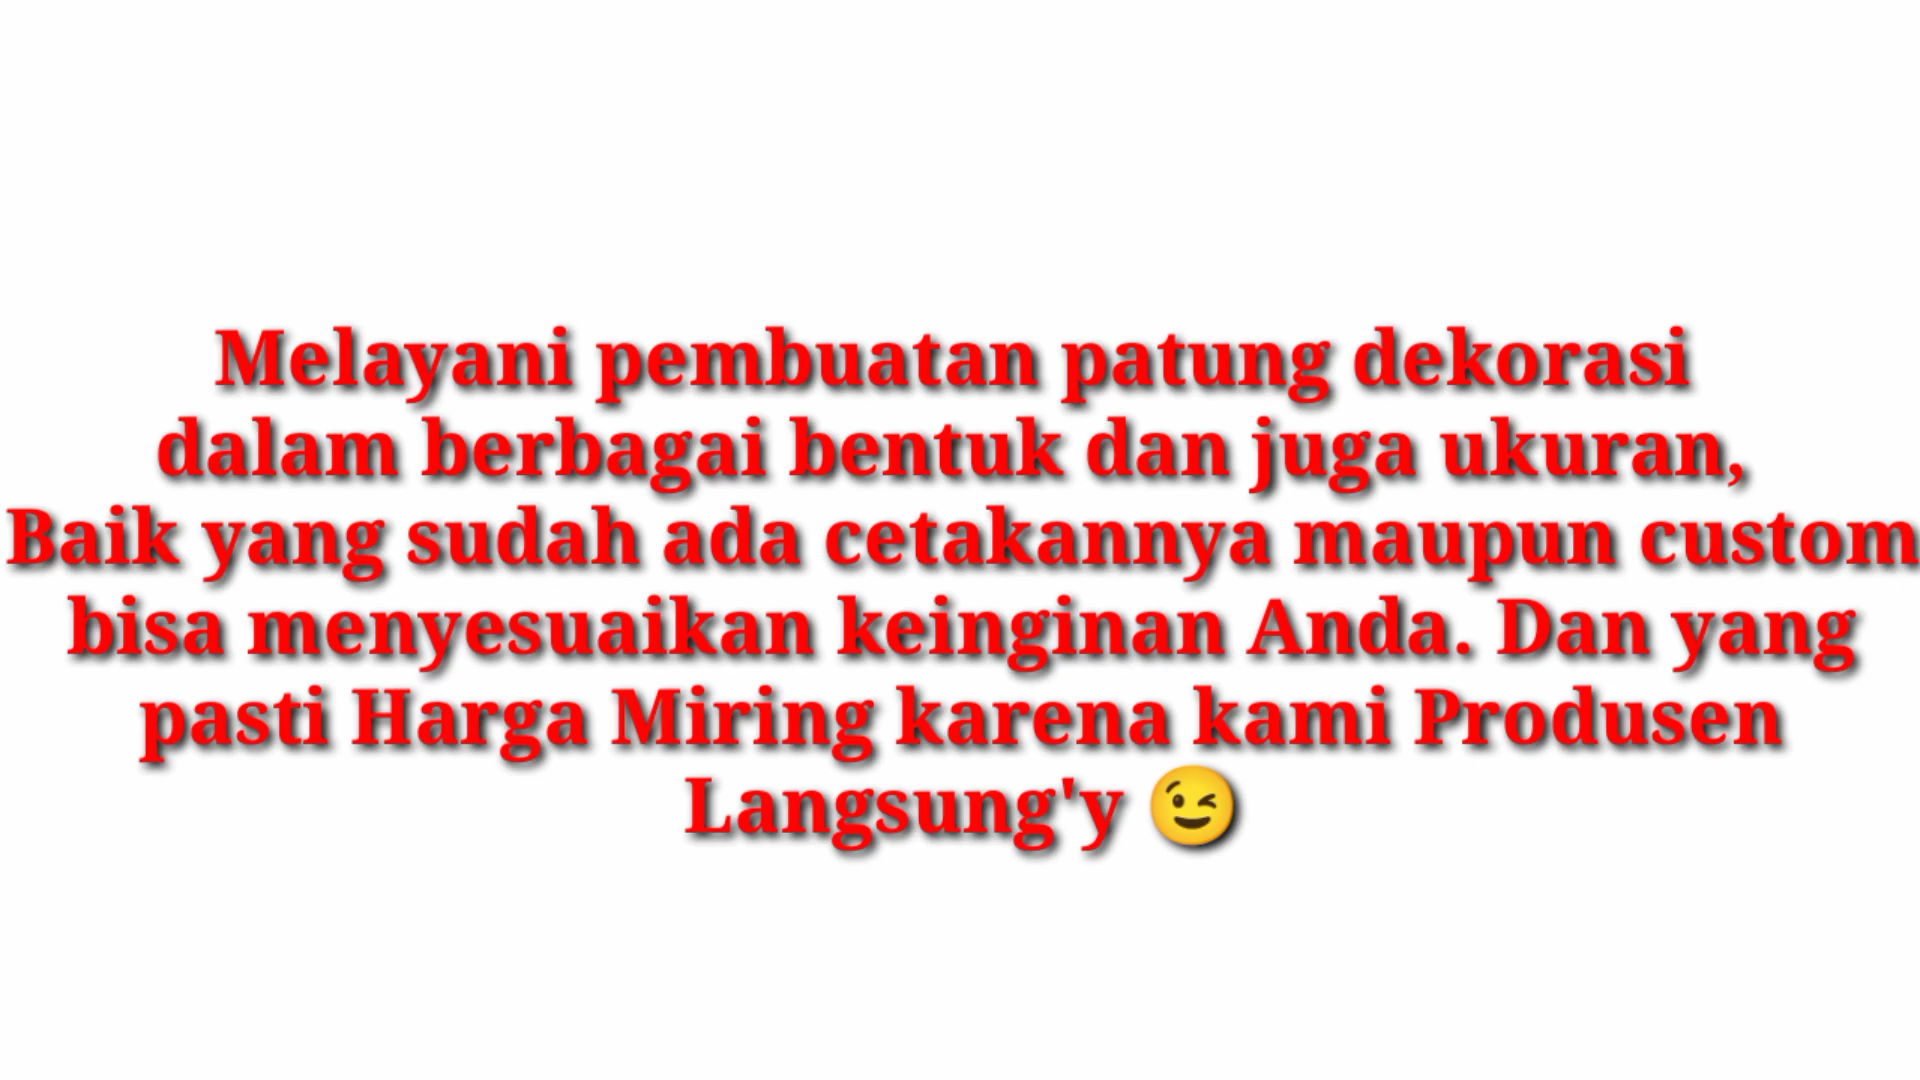 Melayani pembuatan patung dekorasi
dalam berbagai bentuk dan juga ukuran,
Baik yang sudah ada cetakannya maupun custom
bisa menyesuaikan keinginan Anda. Dan yang
pasti Harga Miring karena kami Produsen
Langsung'y 😉